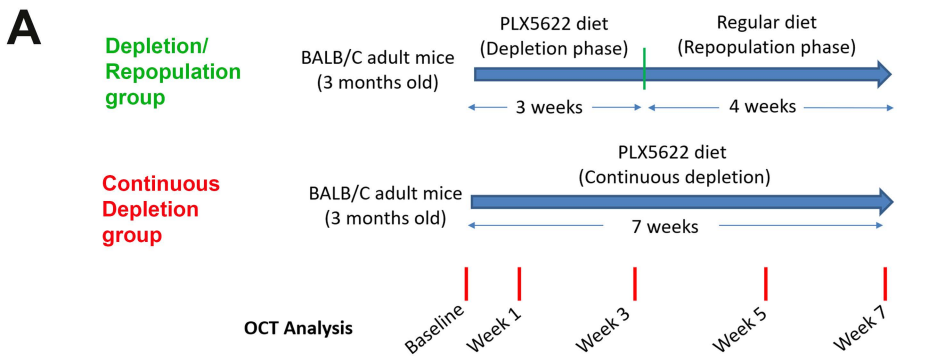 A
Depletion/
Repopulation
group
BALB/C adult mice
(3 months old)
PLX5622 diet
(Depletion phase)
Regular diet
(Repopulation phase)
3 weeks
4 weeks
Continuous
Depletion
group
BALB/C adult mice
(3 months old)
PLX5622 diet
(Continuous depletion)
7 weeks
OCT Analysis
Baseline
Week 1
Week 3
Week 5
Week 7